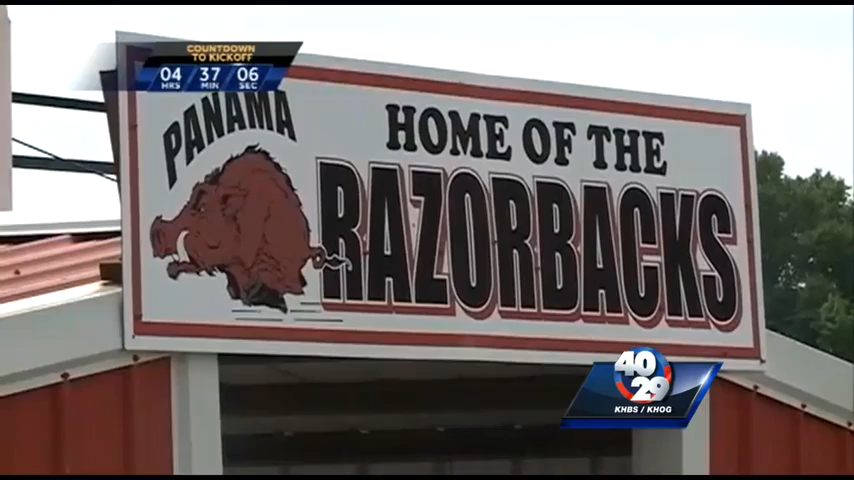 COUNTDOWN
TO KICKOFF
04 37 06
HRS MIN SEC
PANAMA
HOME OF THE
RAZORBACKS
40
29
KHBS / KHOG